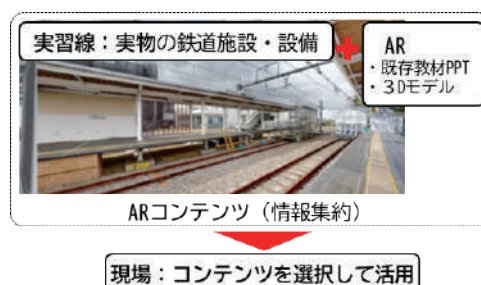 実習線：実物の鉄道施設・設備
AR
・既存教材PPT
・３Dモデル
ARコンテンツ（情報集約）
現場：コンテンツを選択して活用